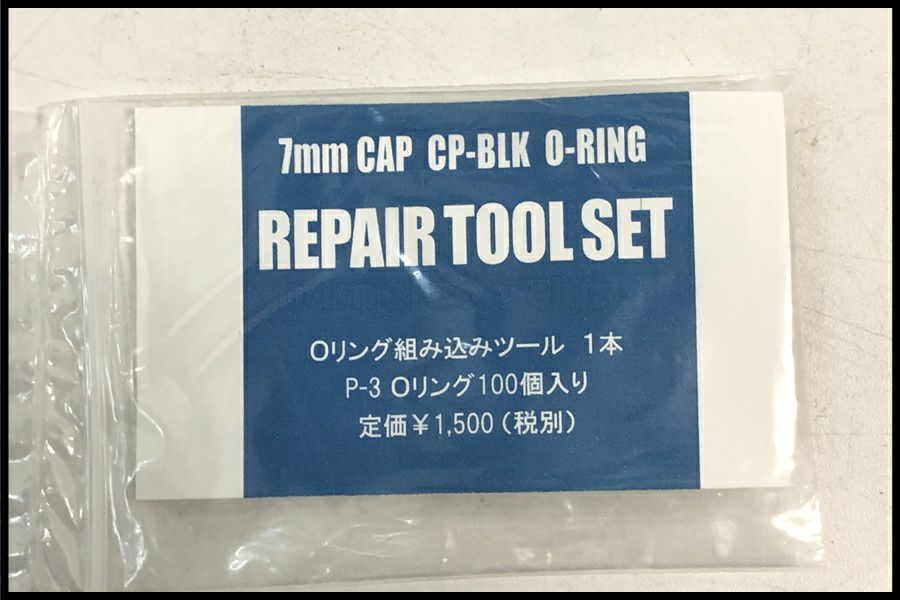 7mm CAP CP-BLK O-RING
REPAIR TOOL SET
Oリング組み込みツール 1本
P-3 Oリング100個入り
定価¥1,500(税別)